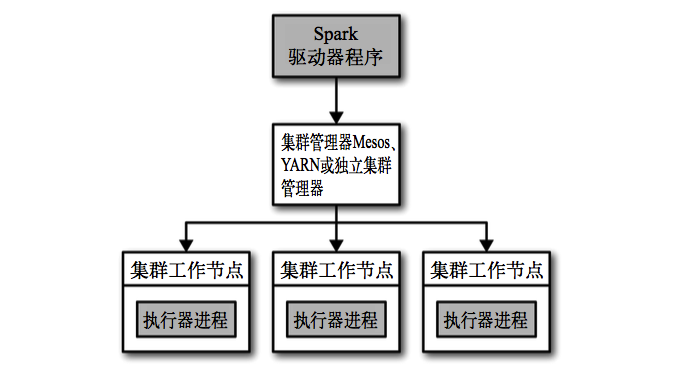 Spark
驱动器程序
集群管理器Mesos、
YARN或独立集群
管理器
集群工作节点
执行器进程
集群工作节点
执行器进程
集群工作节点
执行器进程